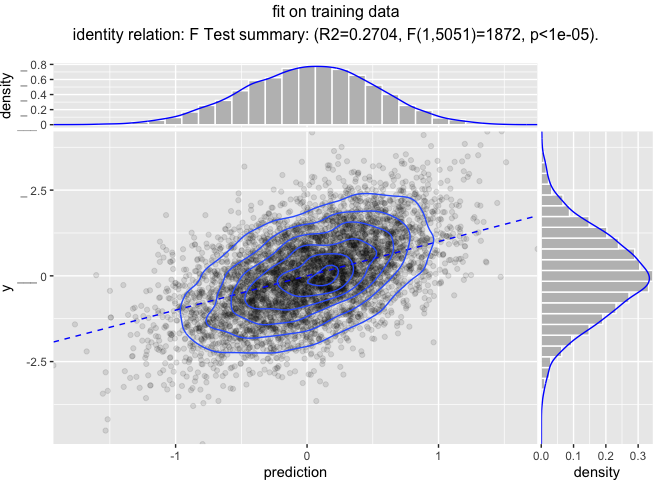 fit on training data
identity relation: F Test summary: (R2=0.2704, F(1,5051)=1872, p<1e-05).
density
0.8
0.6
0.4
0.2
0
y
2.5
0
-2.5
-1
0
1
prediction
0.0
0.1
0.2
0.3
density